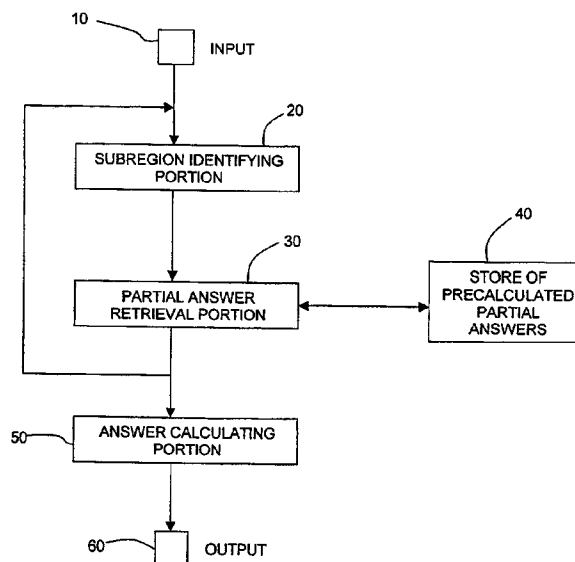 10
INPUT
20
SUBREGION IDENTIFYING
PORTION
30
PARTIAL ANSWER
RETRIEVAL PORTION
40
STORE OF
PRECALCULATED
PARTIAL
ANSWERS
50
ANSWER CALCULATING
PORTION
60
OUTPUT